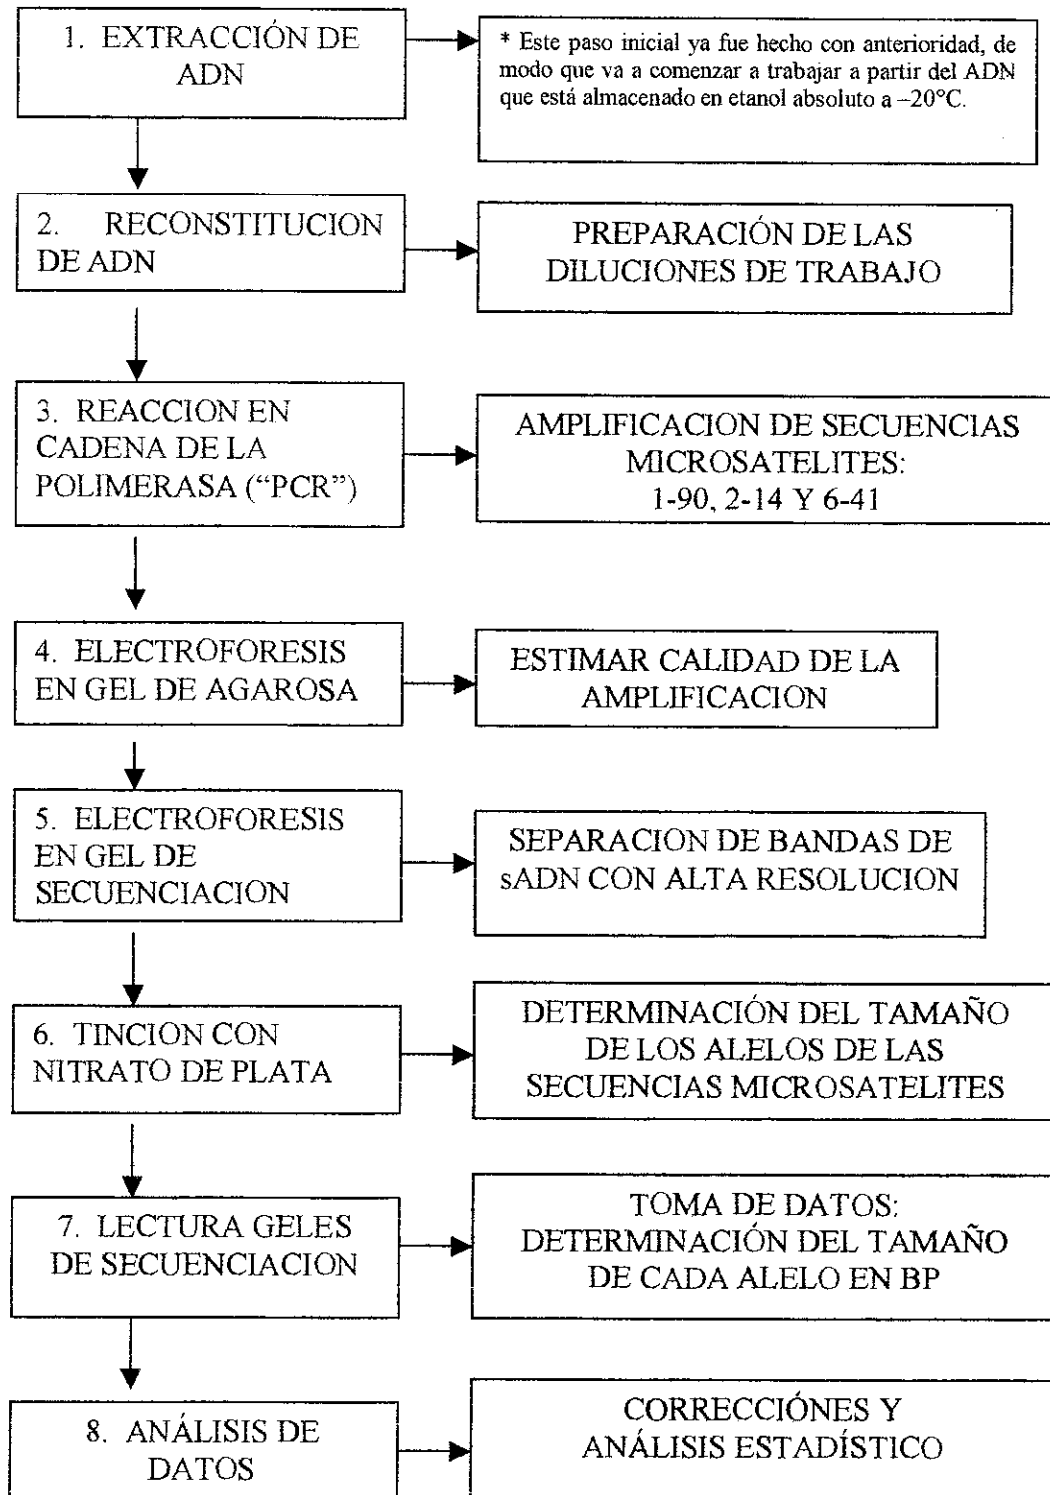 1. EXTRACCIÓN DE
ADN
* Este paso inicial ya fue hecho con anterioridad, de
modo que va a comenzar a trabajar a partir del ADN
que está almacenado en etanol absoluto a –20°C.
2. RECONSTITUCION
DE ADN
PREPARACIÓN DE LAS
DILUCIONES DE TRABAJO
3. REACCION EN
CADENA DE LA
POLIMERASA (“PCR”)
AMPLIFICACION DE SECUENCIAS
MICROSATELITES:
1-90, 2-14 Y 6-41
4. ELECTROFORESIS
EN GEL DE AGAROSA
ESTIMAR CALIDAD DE LA
AMPLIFICACION
5. ELECTROFORESIS
EN GEL DE
SECUENCIACION
SEPARACION DE BANDAS DE
sADN CON ALTA RESOLUCION
6. TINCION CON
NITRATO DE PLATA
DETERMINACIÓN DEL TAMAÑO
DE LOS ALELOS DE LAS
SECUENCIAS MICROSATELITES
7. LECTURA GELES
DE SECUENCIACION
TOMA DE DATOS:
DETERMINACIÓN DEL TAMAÑO
DE CADA ALELO EN BP
8. ANÁLISIS DE
DATOS
CORRECCIÓNES Y
ANÁLISIS ESTADÍSTICO